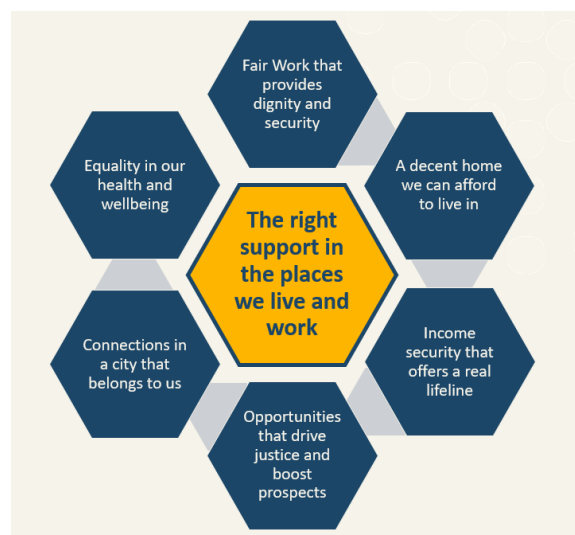 Fair Work that
provides
dignity and
security
A decent home
we can afford
to live in
Income
security that
offers a real
lifeline
Opportunities
that drive
justice and
boost
prospects
Connections in
a city that
belongs to us
Equality in our
health and
wellbeing
The right
support in
the places
we live and
work